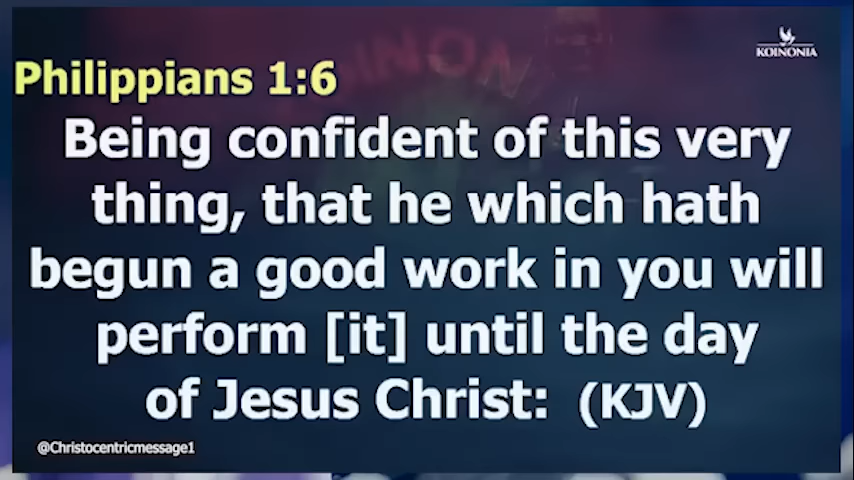 KOINONIA
Philippians 1:6
Being confident of this very
thing, that he which hath
begun a good work in you will
perform [it] until the day
of Jesus Christ: (KJV)
@Christocentricmessage1